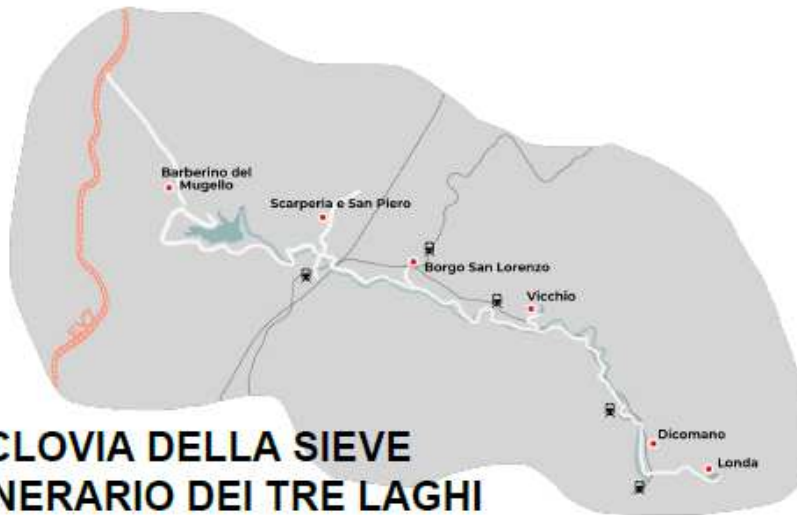 Barberino del
Mugello
Scarperia e San Piero
Borgo San Lorenzo
Vicchio
Dicomano
Londa
CLOVIA DELLA SIEVE
NERARIO DEI TRE LAGHI